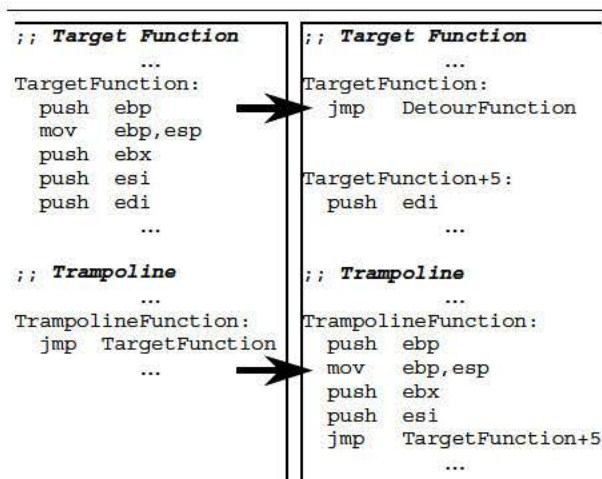 ;; Target Function
...
TargetFunction:
push ebp
mov ebp,esp
push ebx
push esi
push edi
...
;; Trampoline
...
TrampolineFunction:
jmp TargetFunction
...
;; Target Function
...
TargetFunction:
jmp DetourFunction
TargetFunction+5:
push edi
...
;; Trampoline
...
TrampolineFunction:
push ebp
mov ebp,esp
push ebx
push esi
jmp TargetFunction+5
...